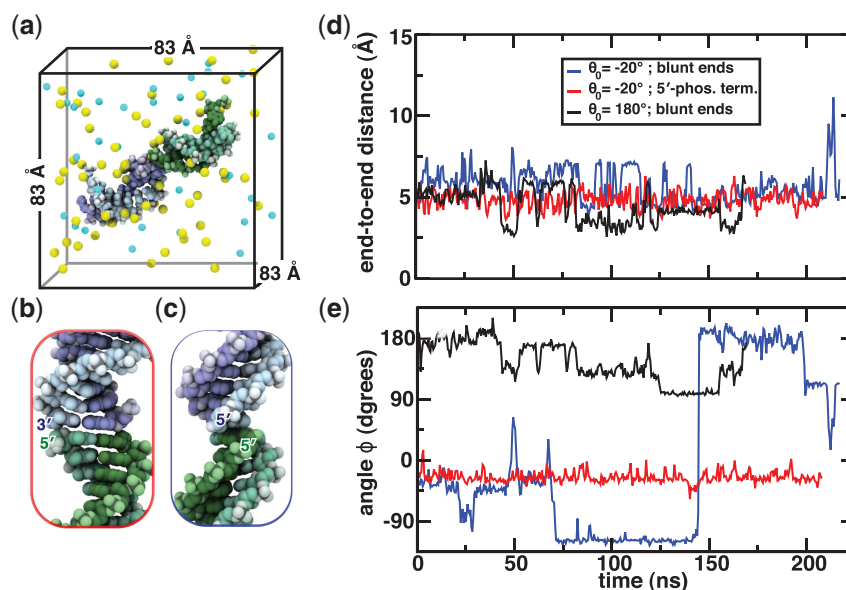 (a)
83 Å
83 Å
83 Å
(b)
(c)
3′
5′
5′
5′
(d)
15
10
5
0
end-to-end distance (Å)
θ0= -20° ; blunt ends
θ0= -20° ; 5′-phos. term.
θ0= 180°; blunt ends
(e)
180
90
0
-90
angle ϕ (dgrees)
0
50
100
150
200
time (ns)